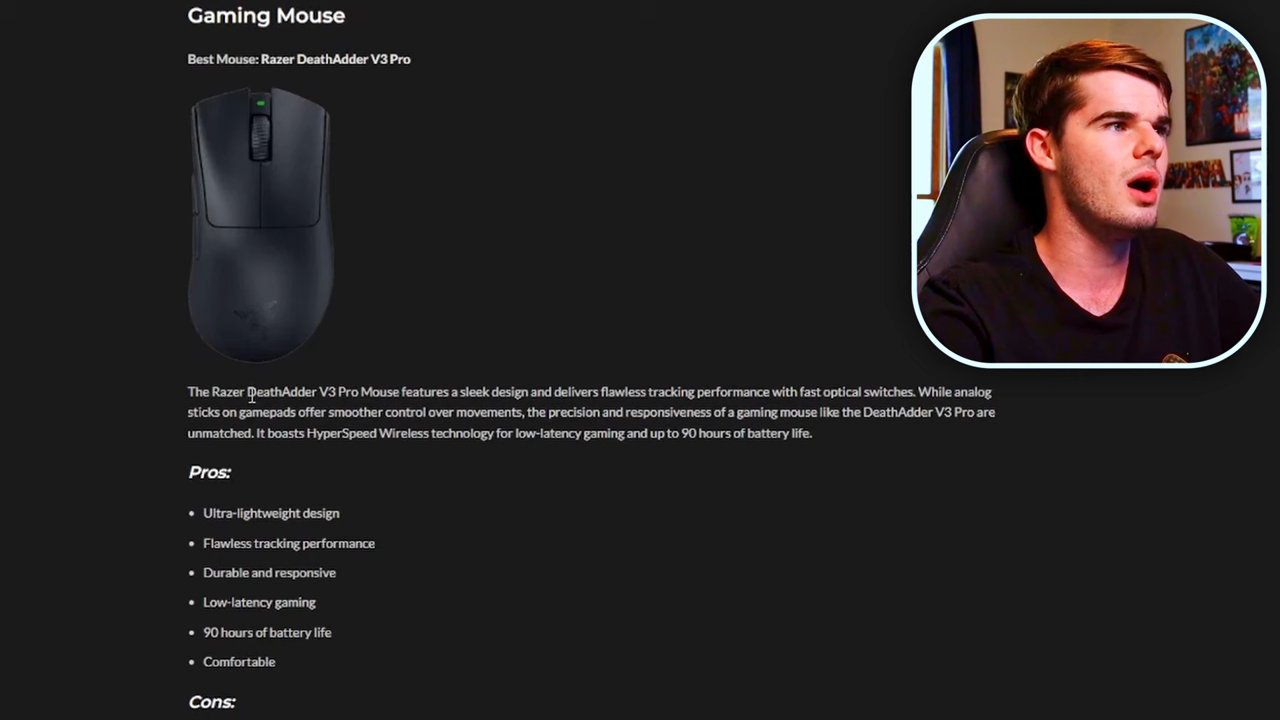 Gaming Mouse
Best Mouse: Razer DeathAdder V3 Pro
The Razer DeathAdder V3 Pro Mouse features a sleek design and delivers flawless tracking performance with fast optical switches. While analog
sticks on gamepads offer smoother control over movements, the precision and responsiveness of a gaming mouse like the DeathAdder V3 Pro are
unmatched. It boasts HyperSpeed Wireless technology for low-latency gaming and up to 90 hours of battery life.
Pros:
• Ultra-lightweight design
• Flawless tracking performance
• Durable and responsive
• Low-latency gaming
• 90 hours of battery life
• Comfortable
Cons: